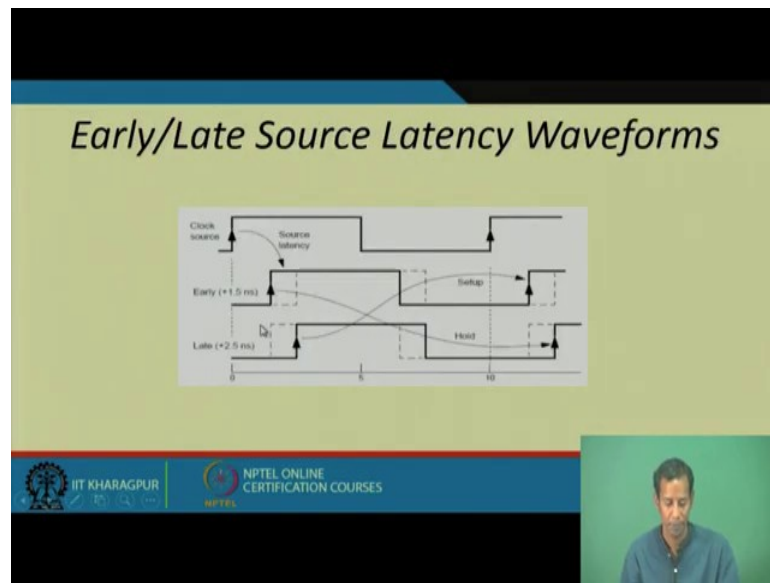 Early/Late Source Latency Waveforms
Clock
source
Source
latency
Early (+1.5 ns)
Setup
Late (+2.5 ns)
Hold
0
5
10
IIT KHARAGPUR
NPTEL
NPTEL ONLINE
CERTIFICATION COURSES